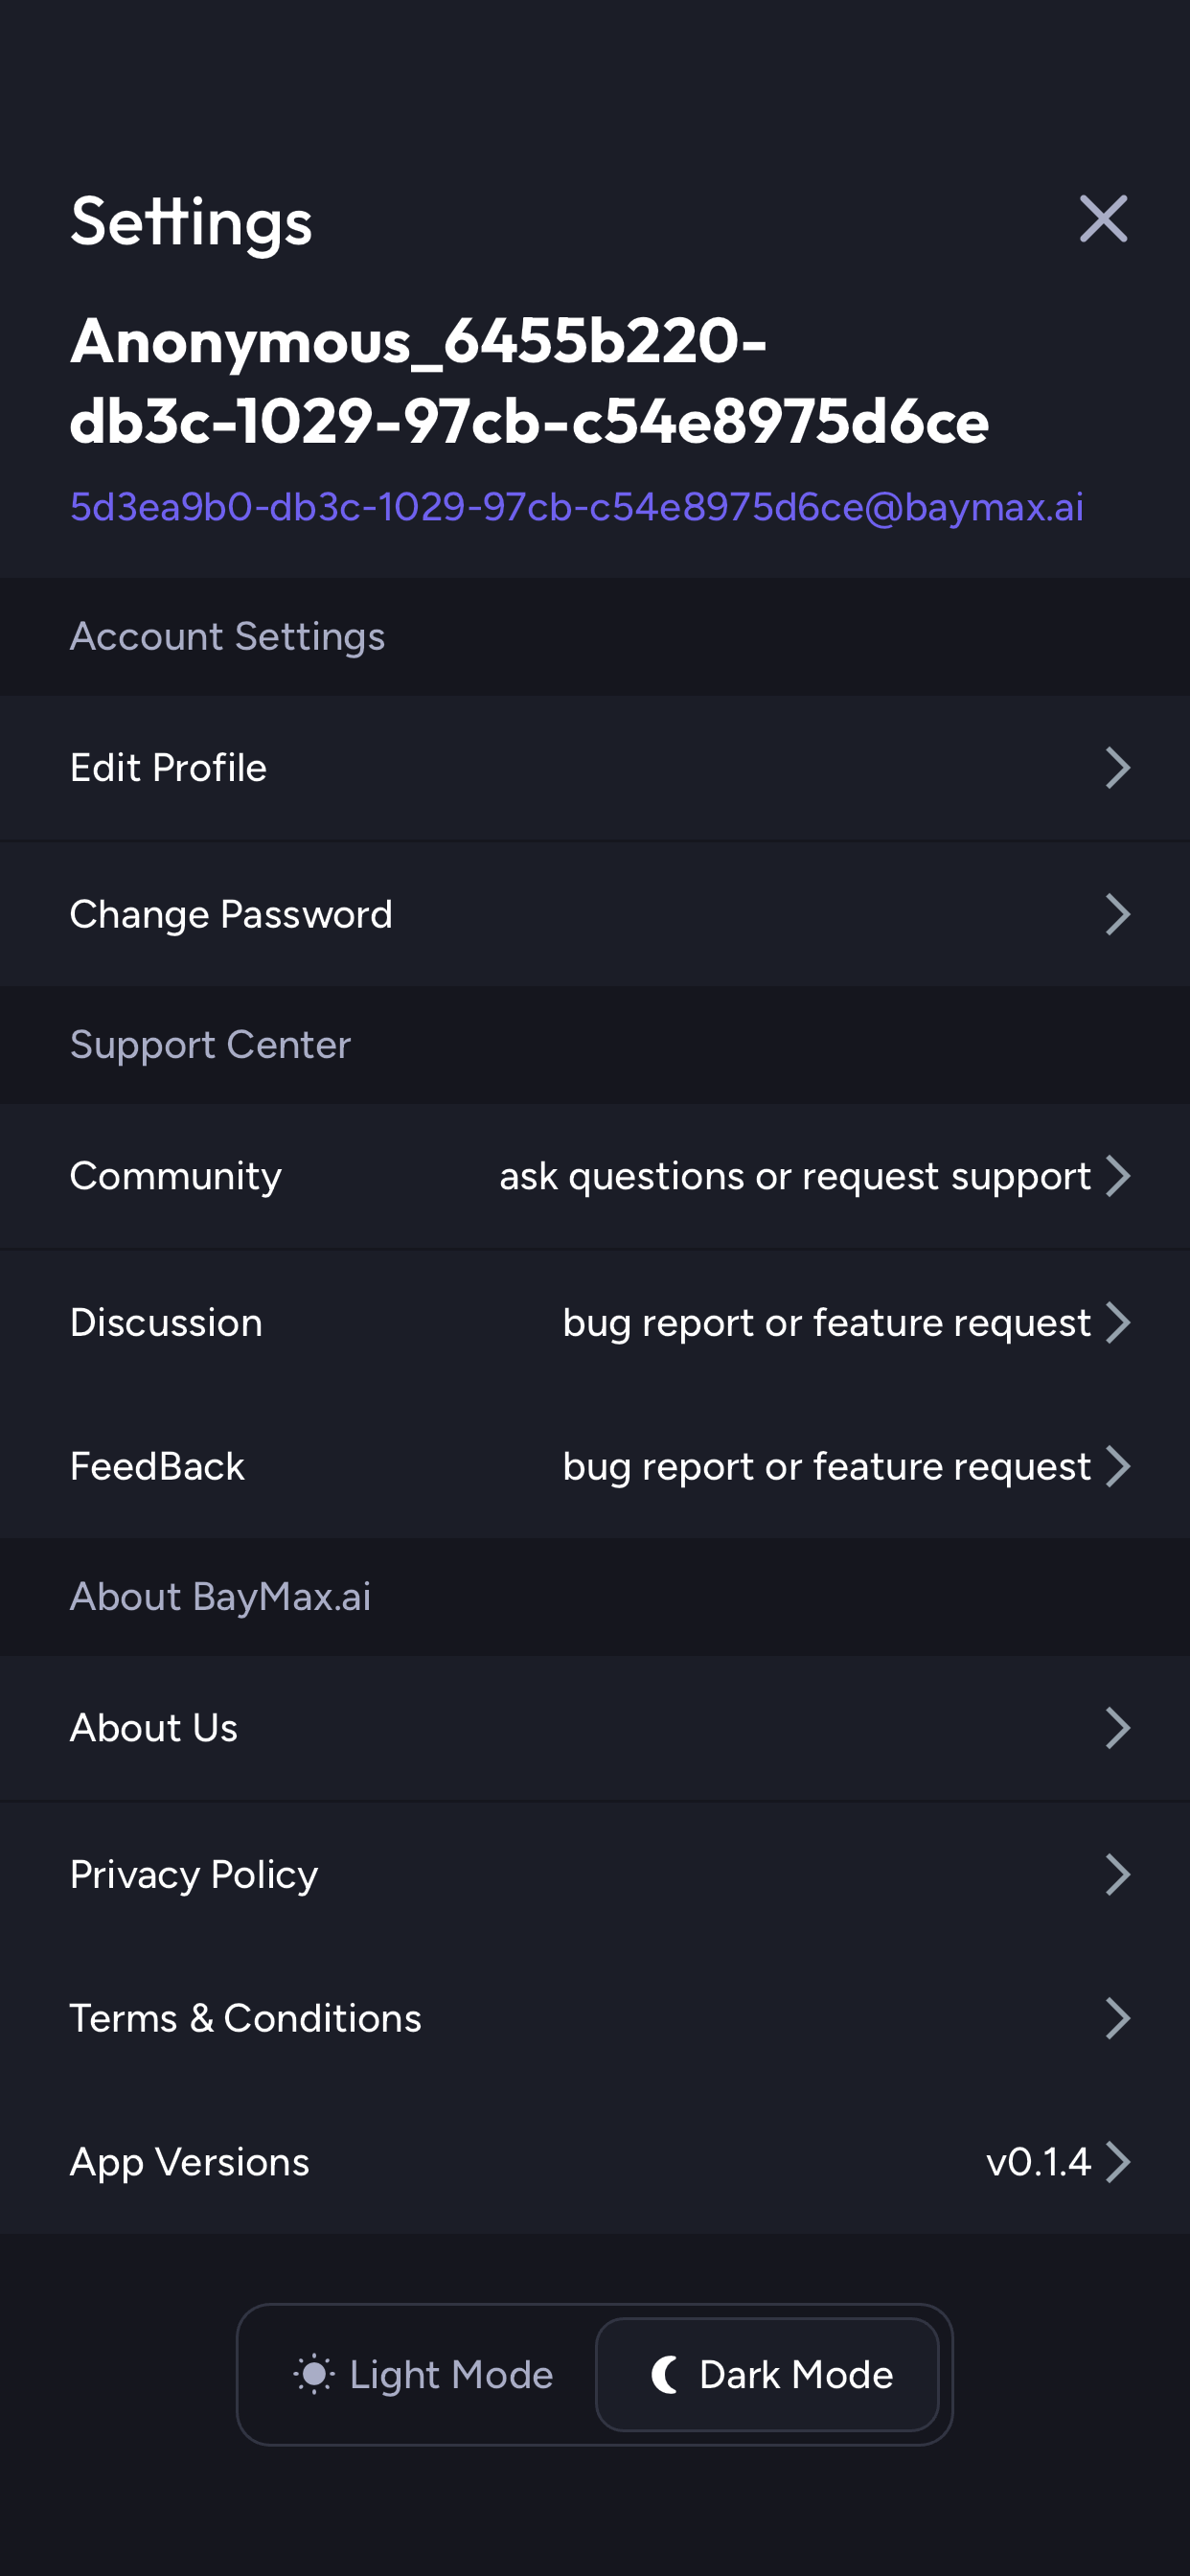 Settings
Anonymous_6455b220-
db3c-1029-97cb-c54e8975d6ce
5d3ea9b0-db3c-1029-97cb-c54e8975d6ce@baymax.ai
Account Settings
Edit Profile
Change Password
Support Center
Community ask questions or request support
Discussion bug report or feature request
FeedBack bug report or feature request
About BayMax.ai
About Us
Privacy Policy
Terms & Conditions
App Versions v0.1.4
Light Mode Dark Mode